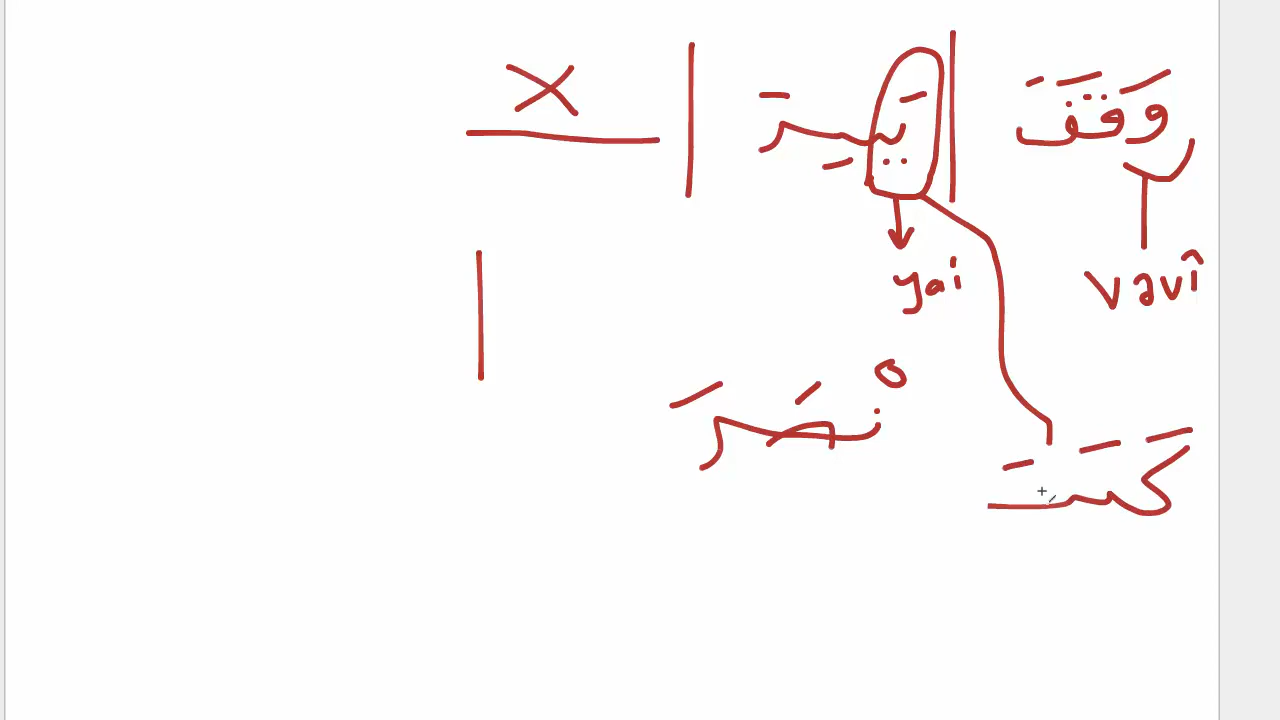 وَقَفَ يَسِرَ X
yai vavî
نْصَرَ